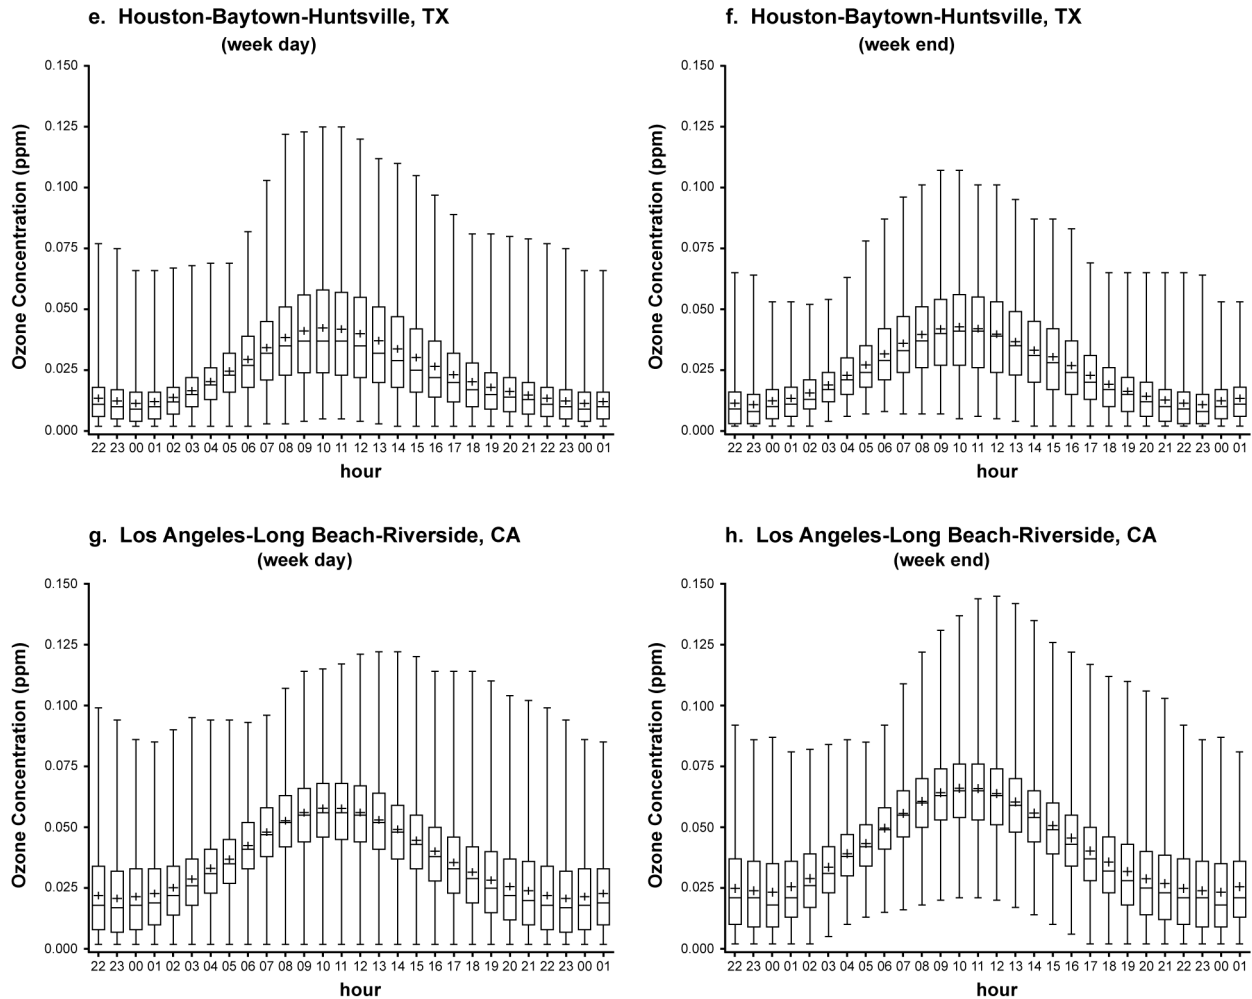 e. Houston-Baytown-Huntsville, TX
(week day)
Ozone Concentration (ppm)
0.150
0.125
0.100
0.075
0.050
0.025
0.000
22 23 00 01 02 03 04 05 06 07 08 09 10 11 12 13 14 15 16 17 18 19 20 21 22 23 00 01
hour
f. Houston-Baytown-Huntsville, TX
(week end)
Ozone Concentration (ppm)
0.150
0.125
0.100
0.075
0.050
0.025
0.000
22 23 00 01 02 03 04 05 06 07 08 09 10 11 12 13 14 15 16 17 18 19 20 21 22 23 00 01
hour
g. Los Angeles-Long Beach-Riverside, CA
(week day)
Ozone Concentration (ppm)
0.150
0.125
0.100
0.075
0.050
0.025
0.000
22 23 00 01 02 03 04 05 06 07 08 09 10 11 12 13 14 15 16 17 18 19 20 21 22 23 00 01
hour
h. Los Angeles-Long Beach-Riverside, CA
(week end)
Ozone Concentration (ppm)
0.150
0.125
0.100
0.075
0.050
0.025
0.000
22 23 00 01 02 03 04 05 06 07 08 09 10 11 12 13 14 15 16 17 18 19 20 21 22 23 00 01
hour